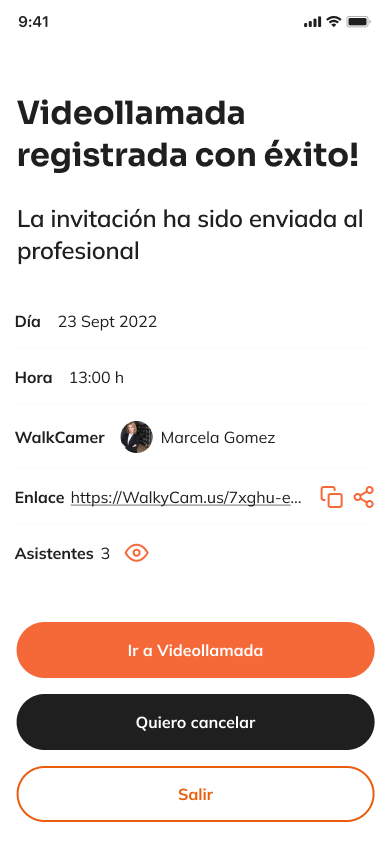 9:41
Videollamada
registrada con éxito!
La invitación ha sido enviada al
profesional
Día 23 Sept 2022
Hora 13:00 h
WalkCamer Marcela Gomez
Enlace https://WalkyCam.us/7xghu-e...
Asistentes 3
Ir a Videollamada
Quiero cancelar
Salir